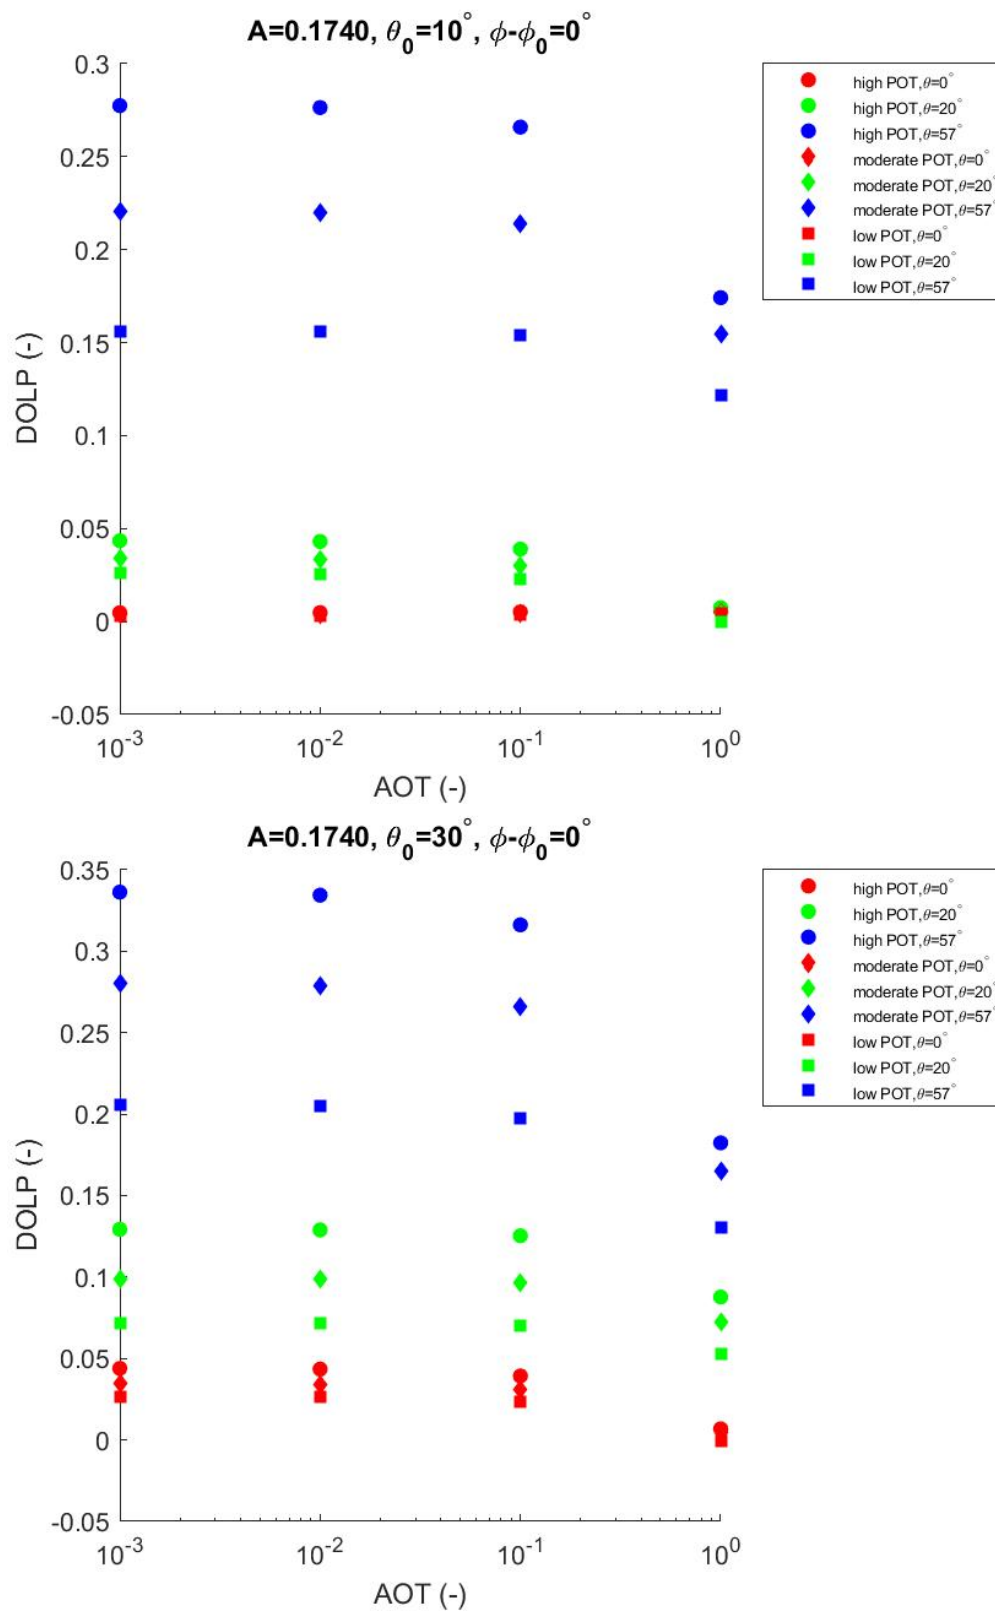 A=0.1740, θ0=10°, ϕ-ϕ0=0°
0.3
0.25
0.2
0.15
0.1
0.05
0
-0.05
DOLP (-)
10^-3
10^-2
10^-1
10^0
AOT (-)
high POT,θ=0°
high POT,θ=20°
high POT,θ=57°
moderate POT,θ=0°
moderate POT,θ=20°
moderate POT,θ=57°
low POT,θ=0°
low POT,θ=20°
low POT,θ=57°
A=0.1740, θ0=30°, ϕ-ϕ0=0°
0.35
0.3
0.25
0.2
0.15
0.1
0.05
0
-0.05
DOLP (-)
10^-3
10^-2
10^-1
10^0
AOT (-)
high POT,θ=0°
high POT,θ=20°
high POT,θ=57°
moderate POT,θ=0°
moderate POT,θ=20°
moderate POT,θ=57°
low POT,θ=0°
low POT,θ=20°
low POT,θ=57°